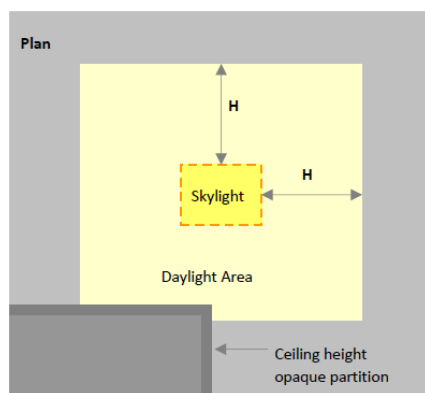 Plan
H
H
Skylight
Daylight Area
Ceiling height
opaque partition